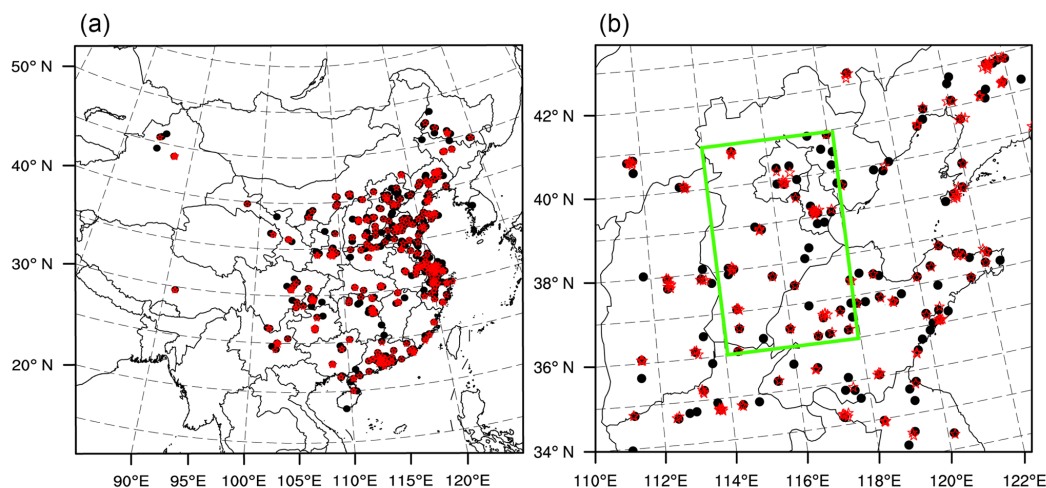 (a)
50° N
40° N
30° N
20° N
90° E
100° E
105° E
110° E
115° E
120° E
(b)
42° N
40° N
38° N
36° N
34° N
110° E
112° E
114° E
116° E
118° E
120° E
122° E